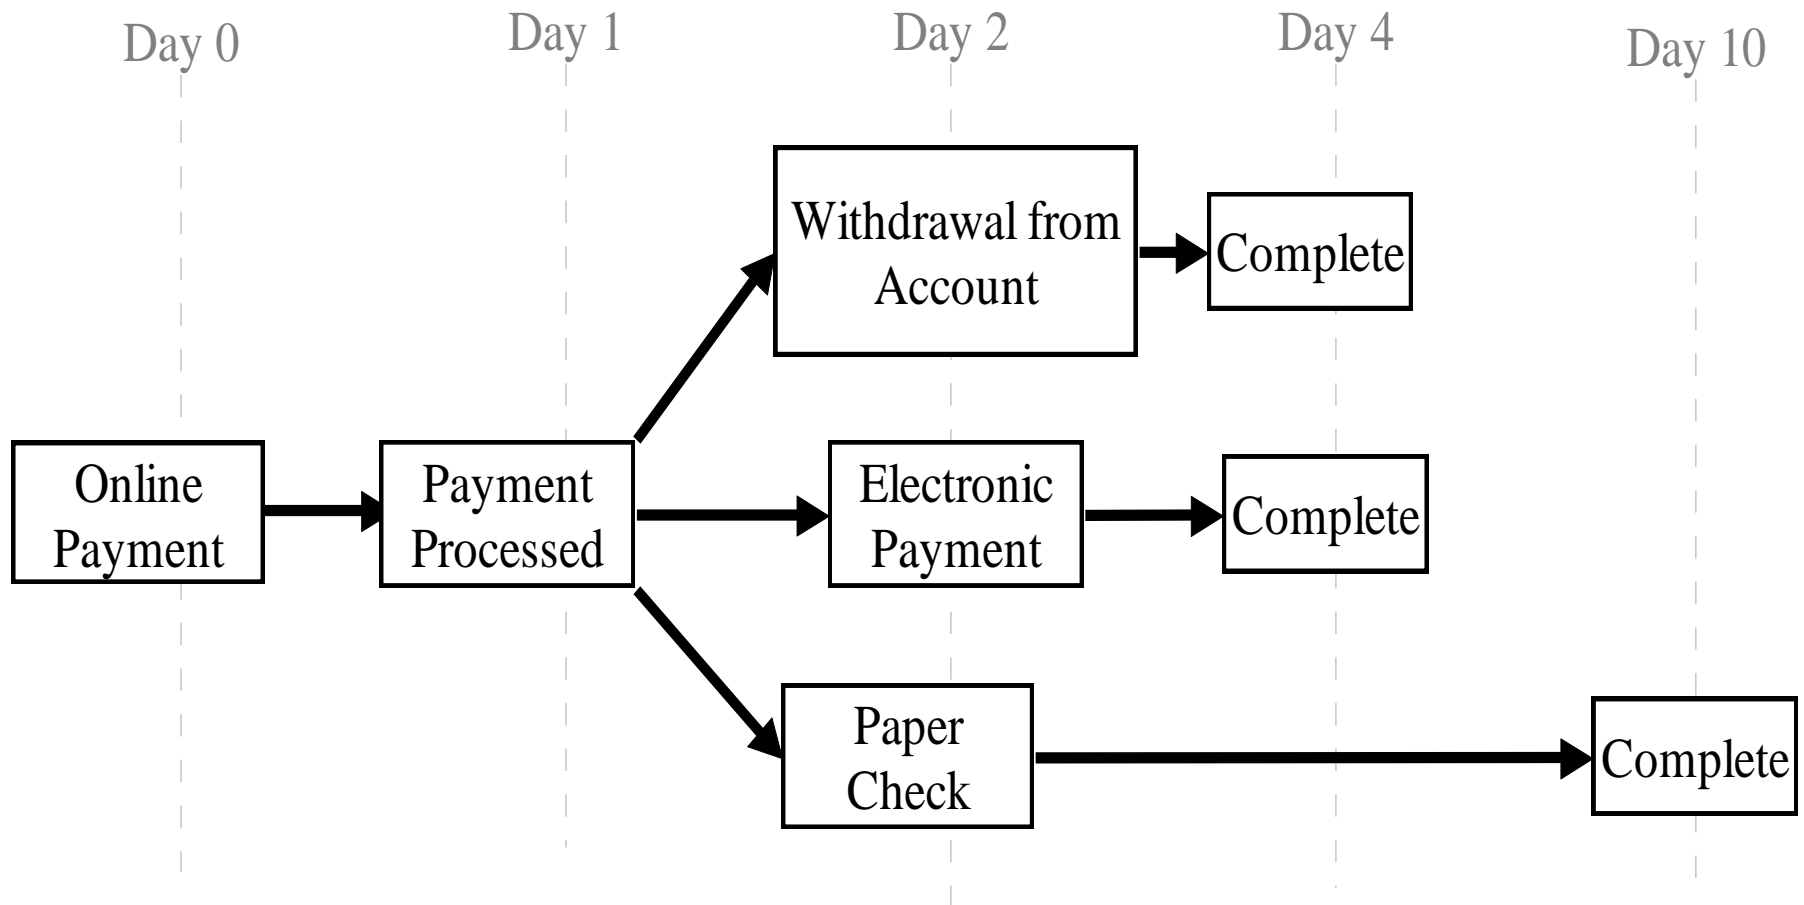 Day 0
Day 1
Day 2
Day 4
Day 10
Withdrawal from
Account
Complete
Online
Payment
Payment
Processed
Electronic
Payment
Complete
Paper
Check
Complete